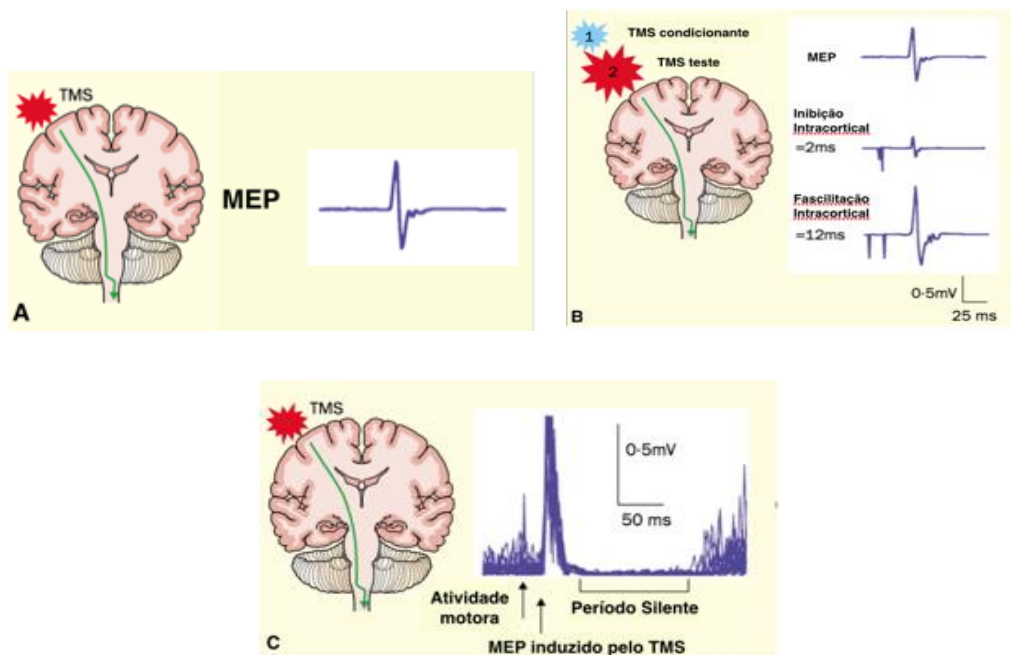 TMS
MEP
A
1
TMS condicionante
2
TMS teste
MEP
Inibição
Intracortical
=2ms
Fascilitação
Intracortical
=12ms
0-5mV
25 ms
B
TMS
0-5mV
50 ms
Atividade
motora
Período Silente
MEP induzido pelo TMS
C